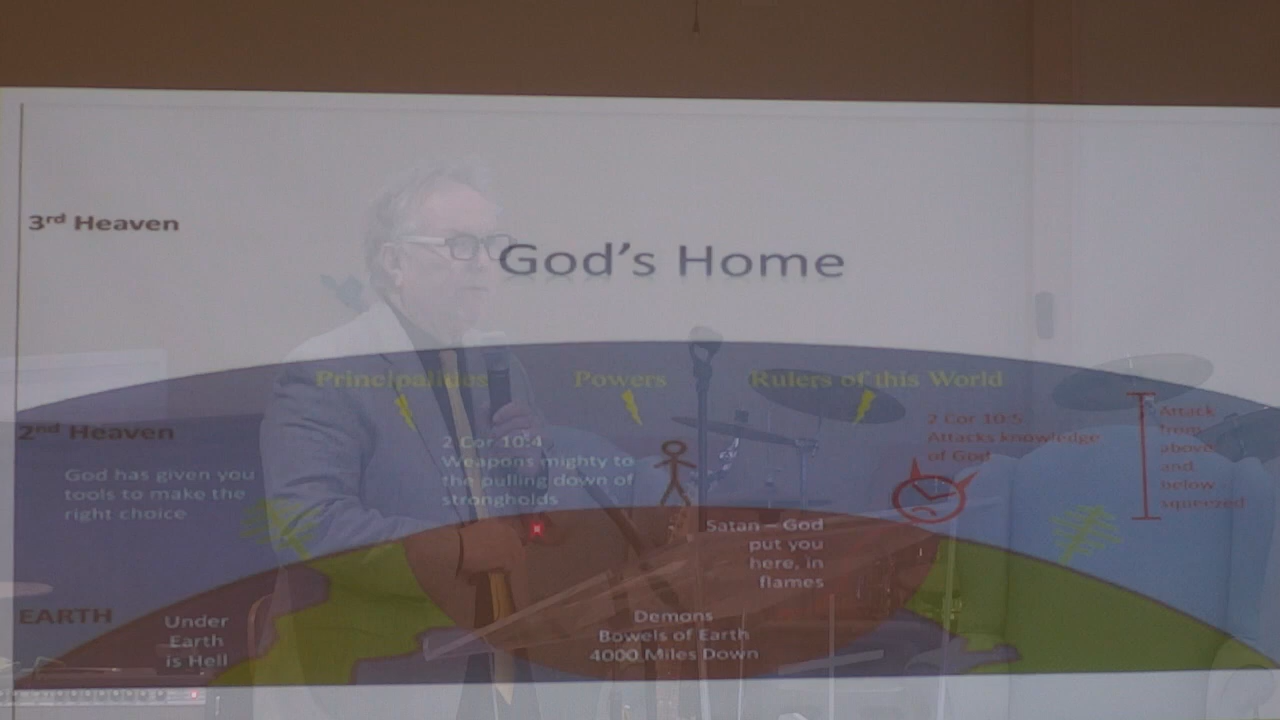 3rd Heaven
God's Home
Principalities Powers Rulers of this World
2nd Heaven
God has given you
tools to make the
right choice
2 Cor 10:4
Weapons mighty to
the pulling down of
strongholds
2 Cor 10:5
Attacks knowledge
of God
Attack
from
above
and
below
squeezed
Satan – God
put you
here, in
flames
EARTH
Under
Earth
is Hell
Demons
Bowels of Earth
4000 Miles Down